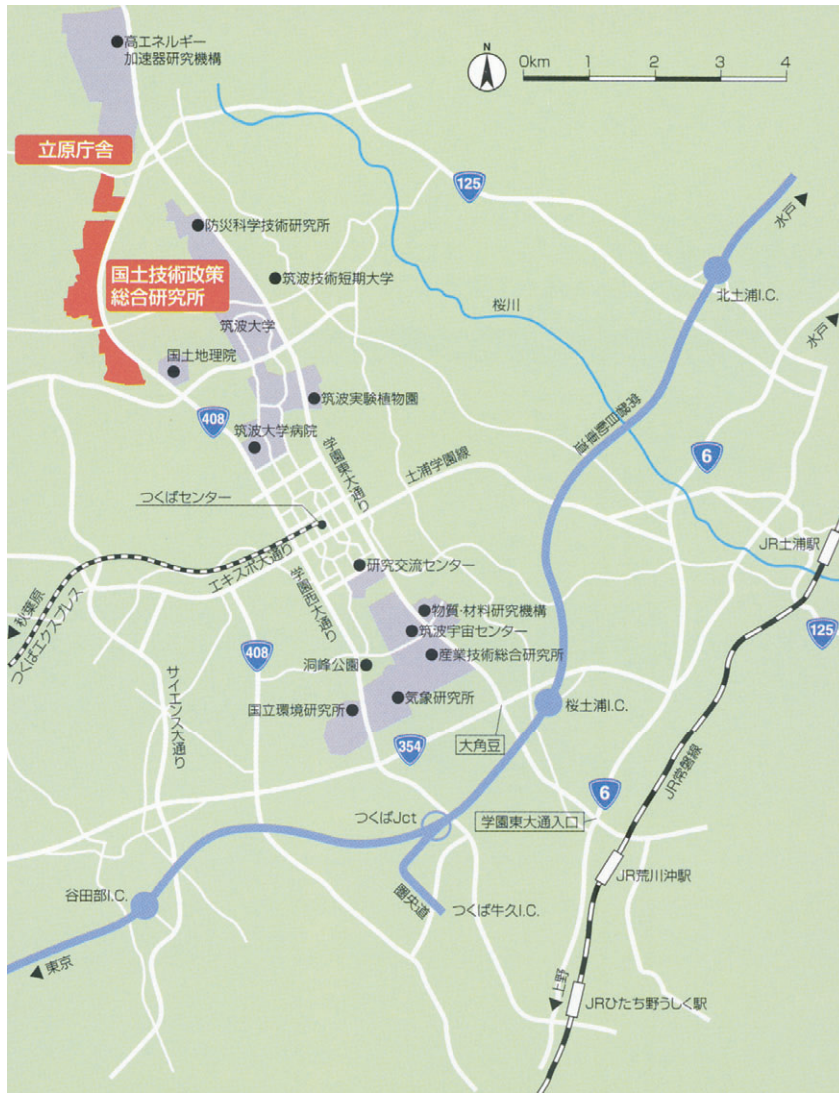 高エネルギー
加速器研究機構
N
0km 1 2 3 4
立原庁舎
125
水戸
防災科学技術研究所
国土技術政策
総合研究所
筑波技術短期大学
北土浦I.C.
桜川
筑波大学
水戸
国土地理院
筑波実験植物園
常磐自動車道
408
筑波大学病院
学園東大通り
土浦学園線
6
つくばセンター
JR土浦駅
エキスポ大通り
研究交流センター
学園西大通り
秋葉原
つくばエクスプレス
物質・材料研究機構
筑波宇宙センター
125
408
産業技術総合研究所
洞峰公園
サイエンス大通り
気象研究所
国立環境研究所
桜土浦I.C.
大角豆
354
JR常磐線
6
つくばJct
学園東大通入口
JR荒川沖駅
谷田部I.C.
圏央道
つくば牛久I.C.
東京
上野
JRひたち野うしく駅